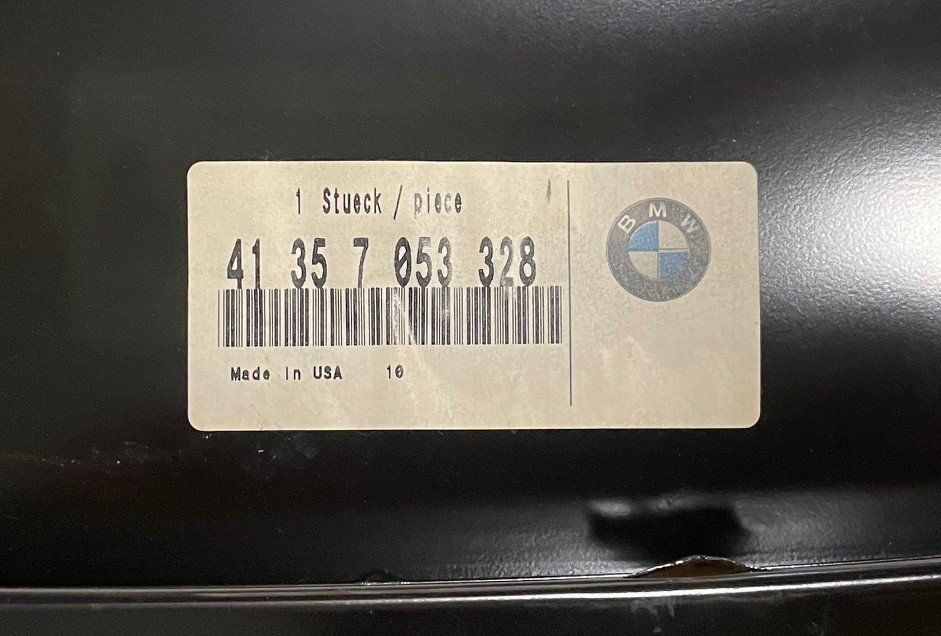 1 Stueck / piece
41 35 7 053 328
Made in USA 10
BMW